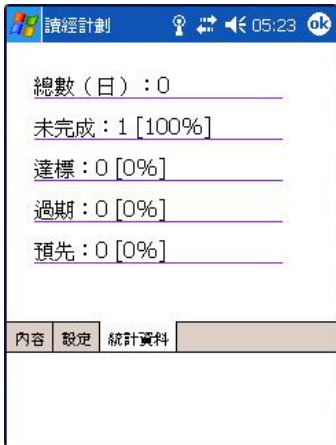 讀經計劃 05:23 ok
總數（日）：0
未完成：1 [100%]
達標：0 [0%]
過期：0 [0%]
預先：0 [0%]
內容 設定 統計資料